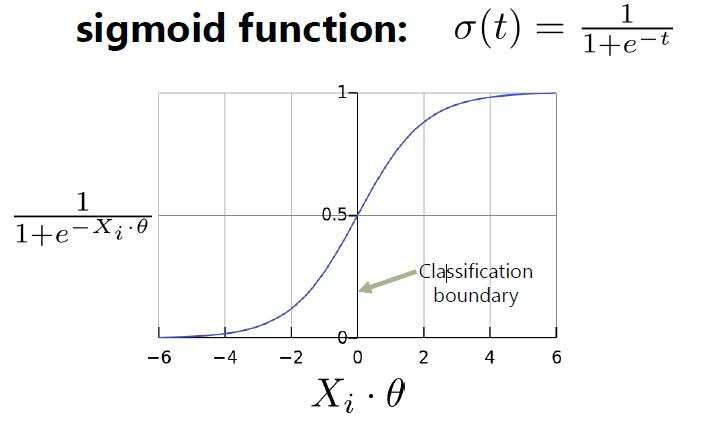 sigmoid function: σ(t) = 1/(1+e^{-t})
1
0.5
0
1/(1+e^{-X_i·θ})
Classification
boundary
−6 −4 −2 0 2 4 6
X_i · θ